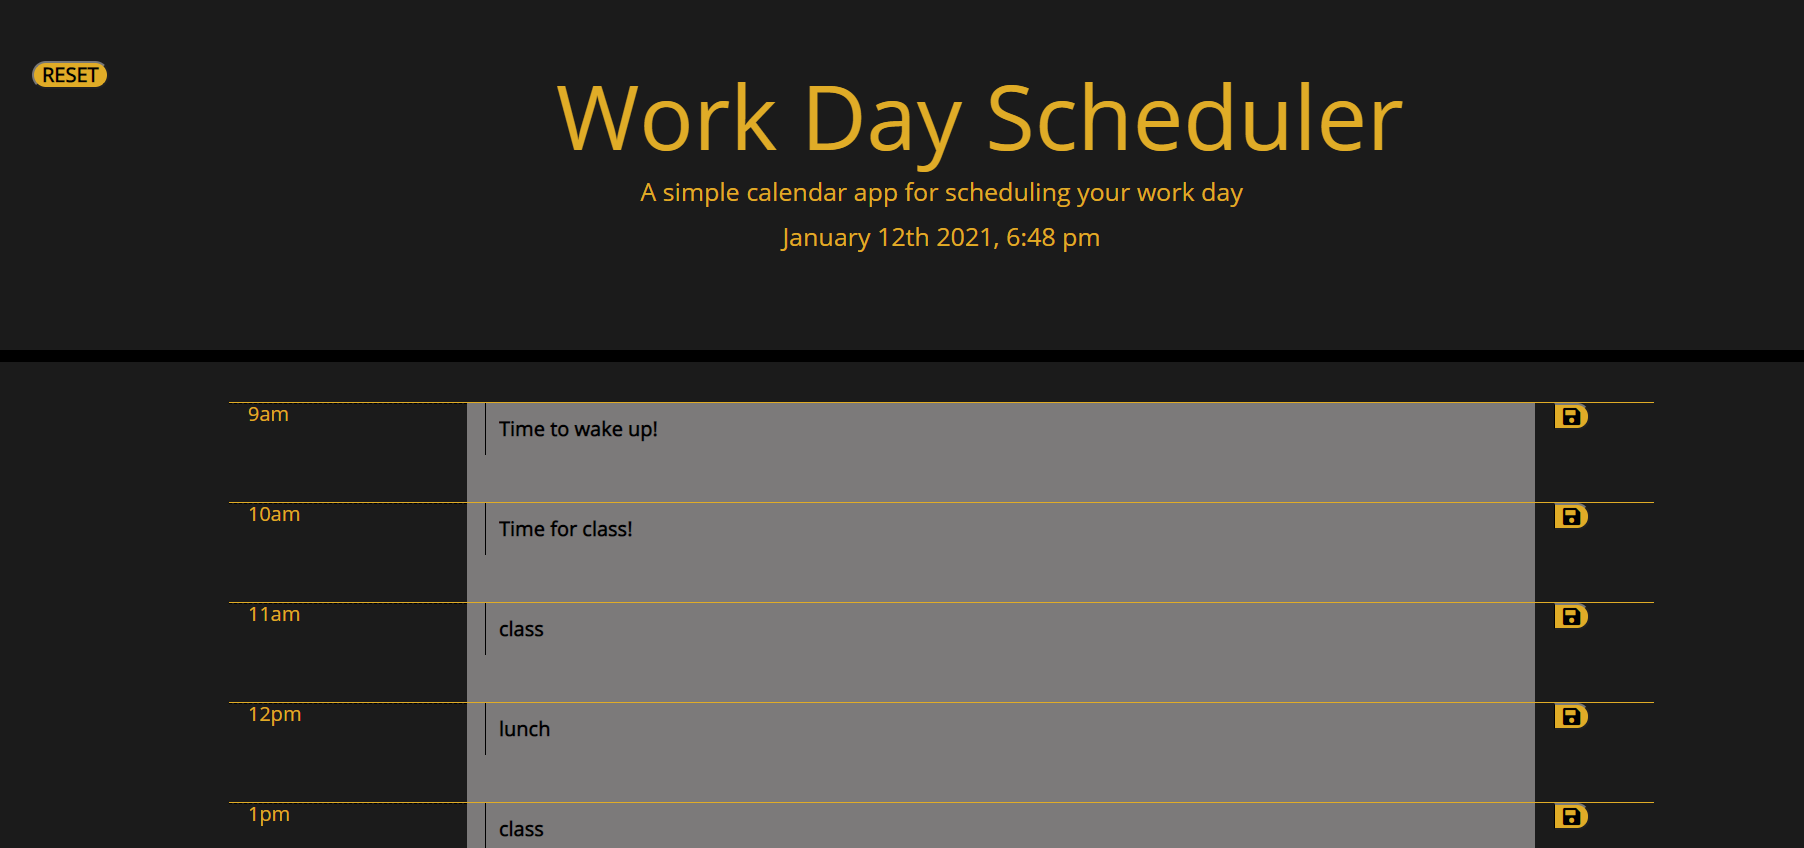 RESET
Work Day Scheduler
A simple calendar app for scheduling your work day
January 12th 2021, 6:48 pm
9am
Time to wake up!
10am
Time for class!
11am
class
12pm
lunch
1pm
class